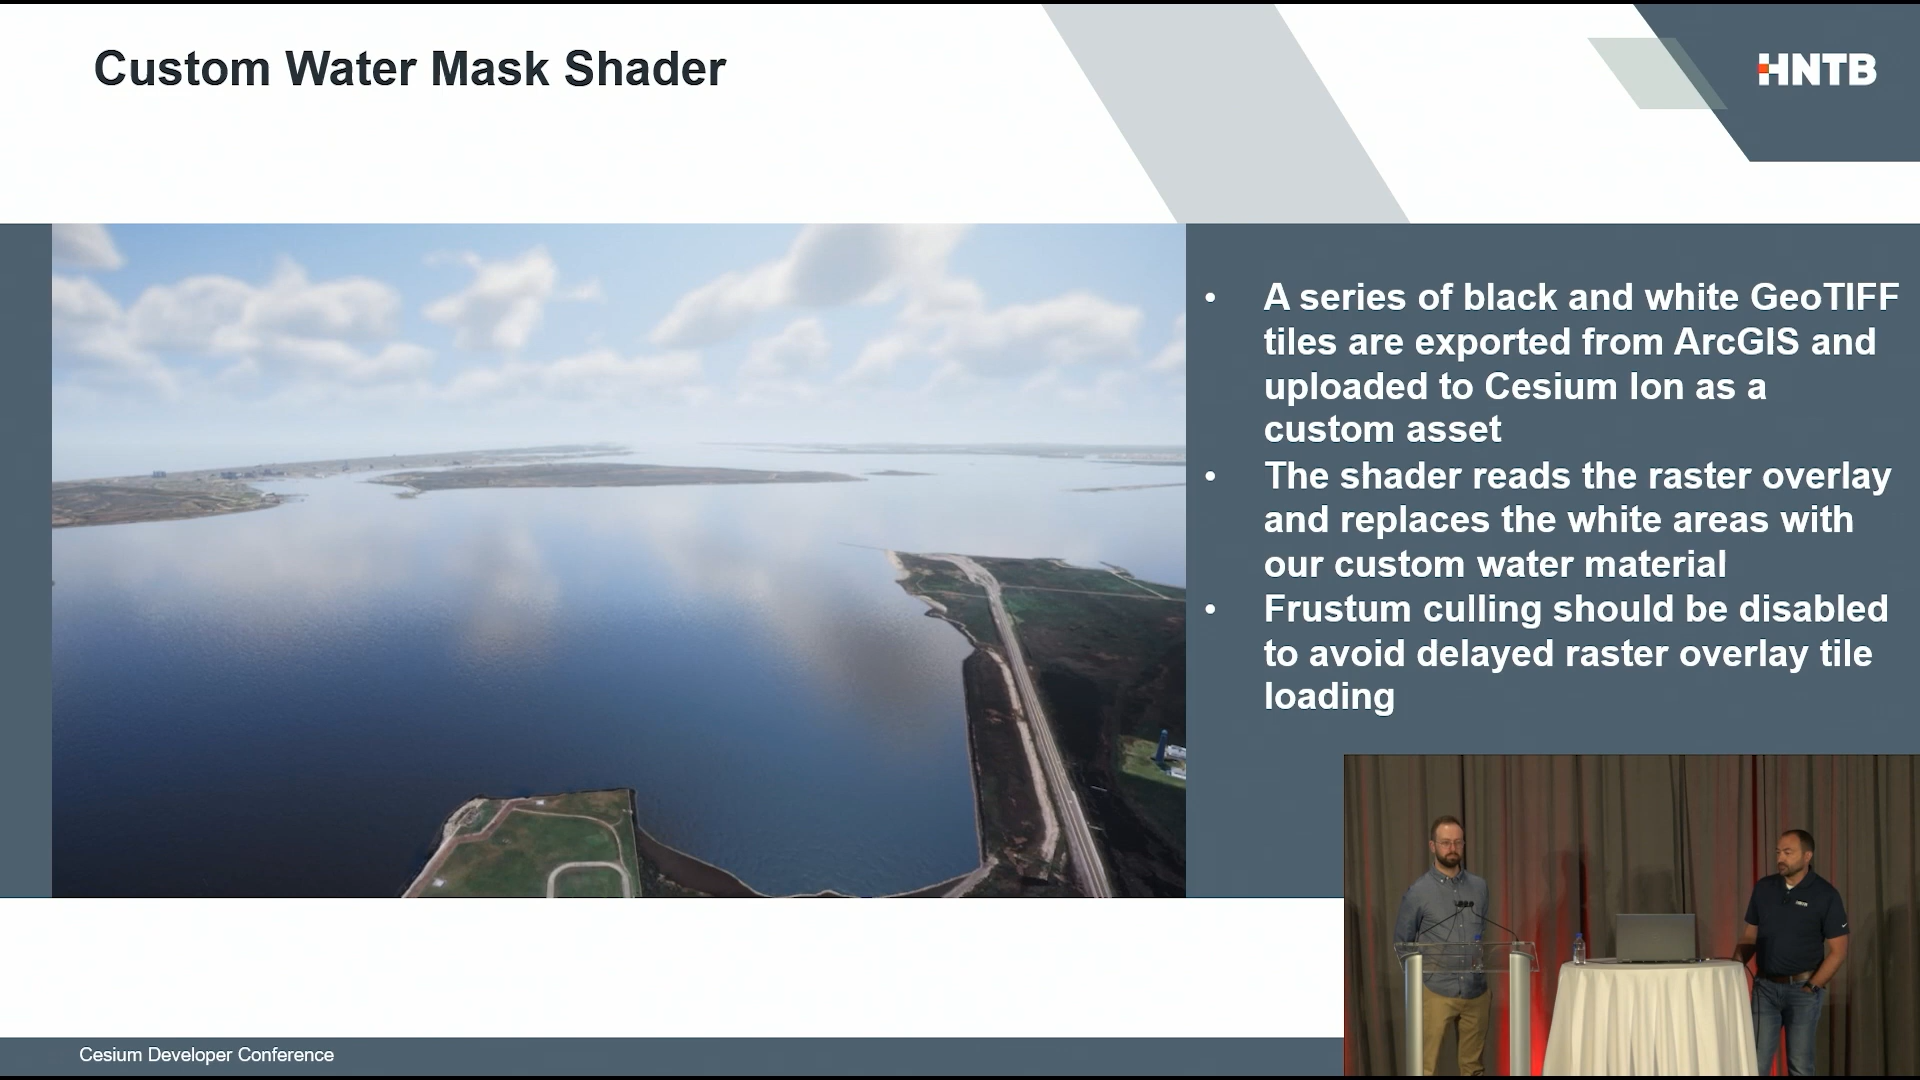 Custom Water Mask Shader
HNTB
• A series of black and white GeoTIFF
tiles are exported from ArcGIS and
uploaded to Cesium Ion as a
custom asset
• The shader reads the raster overlay
and replaces the white areas with
our custom water material
• Frustum culling should be disabled
to avoid delayed raster overlay tile
loading
HNTB
Cesium Developer Conference